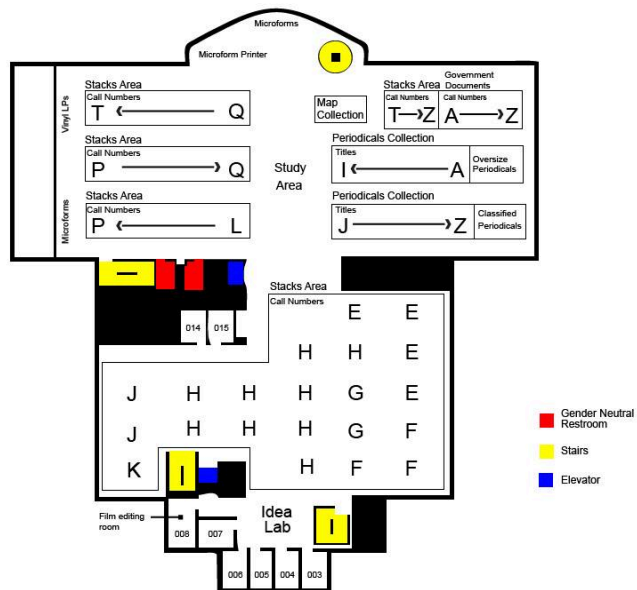 Microforms
Microform Printer
Vinyl LPs
Microforms
Stacks Area
Call Numbers
T Q
Stacks Area
Call Numbers
P Q
Stacks Area
Call Numbers
P L
Map
Collection
Study
Area
Stacks Area
Call Numbers
T Z
Government
Documents
Call Numbers
A Z
Periodicals Collection
Titles
I A
Oversize
Periodicals
Periodicals Collection
Titles
J Z
Classified
Periodicals
014 015
Stacks Area
Call Numbers
E E
H H E
J H H H G E
J H H H G F
K H F F
Gender Neutral
Restroom
Stairs
Elevator
Film editing
room
008 007
Idea
Lab
006 005 004 003